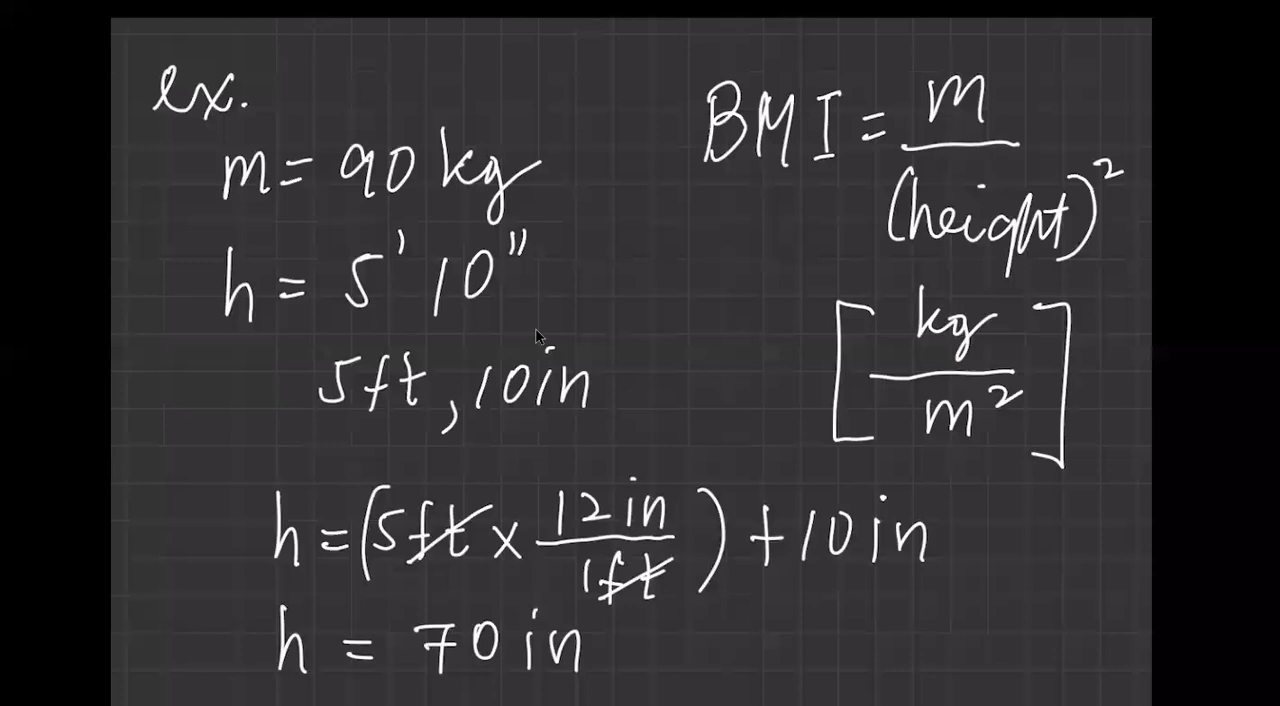 ex.
m = 90 kg
h = 5' 10"
5ft, 10in
BMI = m / (height)²
[kg / m²]
h = (5ft × 12in / 1ft) + 10in
h = 70 in